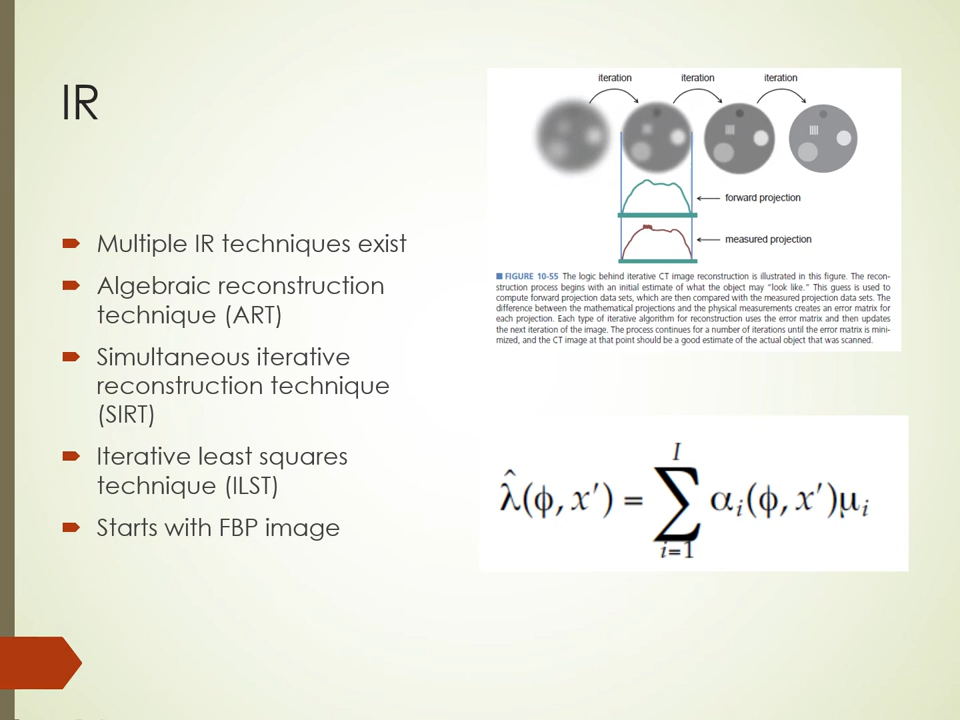 IR
Multiple IR techniques exist
Algebraic reconstruction
technique (ART)
Simultaneous iterative
reconstruction technique
(SIRT)
Iterative least squares
technique (ILST)
Starts with FBP image
iteration iteration iteration
forward projection
measured projection
FIGURE 10-55 The logic behind iterative CT image reconstruction is illustrated in this figure. The recon-
struction process begins with an initial estimate of what the object may "look like." This guess is used to
compute forward projection data sets, which are then compared with the measured projection data sets. The
difference between the mathematical projections and the physical measurements creates an error matrix for
each projection. Each type of iterative algorithm for reconstruction uses the error matrix and then updates
the next iteration of the image. The process continues for a number of iterations until the error matrix is mini-
mized, and the CT image at that point should be a good estimate of the actual object that was scanned.
λ̂(ϕ, x′) = ∑_{i=1}^{I} α_i(ϕ, x′)μ_i